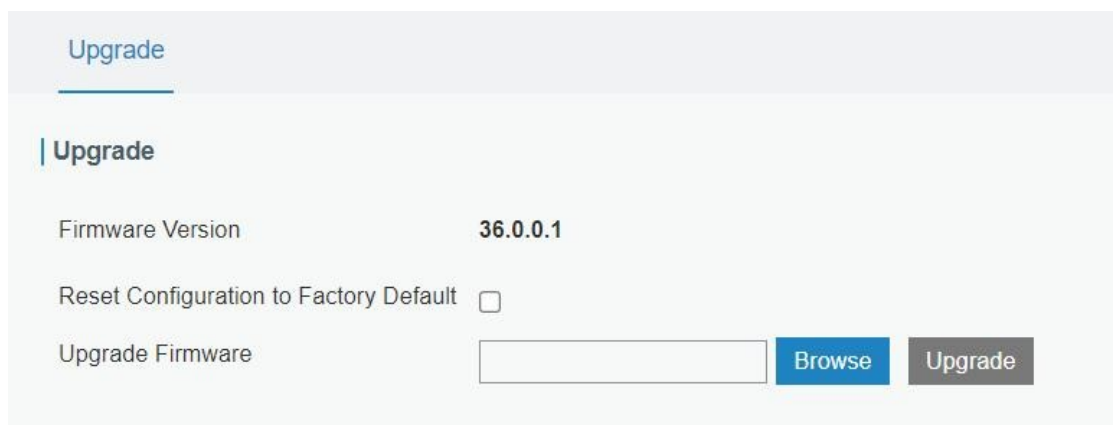 Upgrade
Upgrade
Firmware Version 36.0.0.1
Reset Configuration to Factory Default
Upgrade Firmware Browse Upgrade